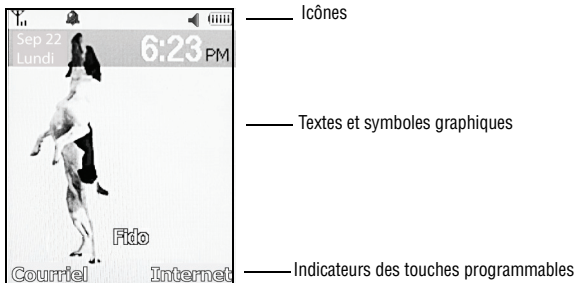 Icônes
Sep 22
Lundi
6:23 PM
Textes et symboles graphiques
Fido
Courriel
Internet
Indicateurs des touches programmables